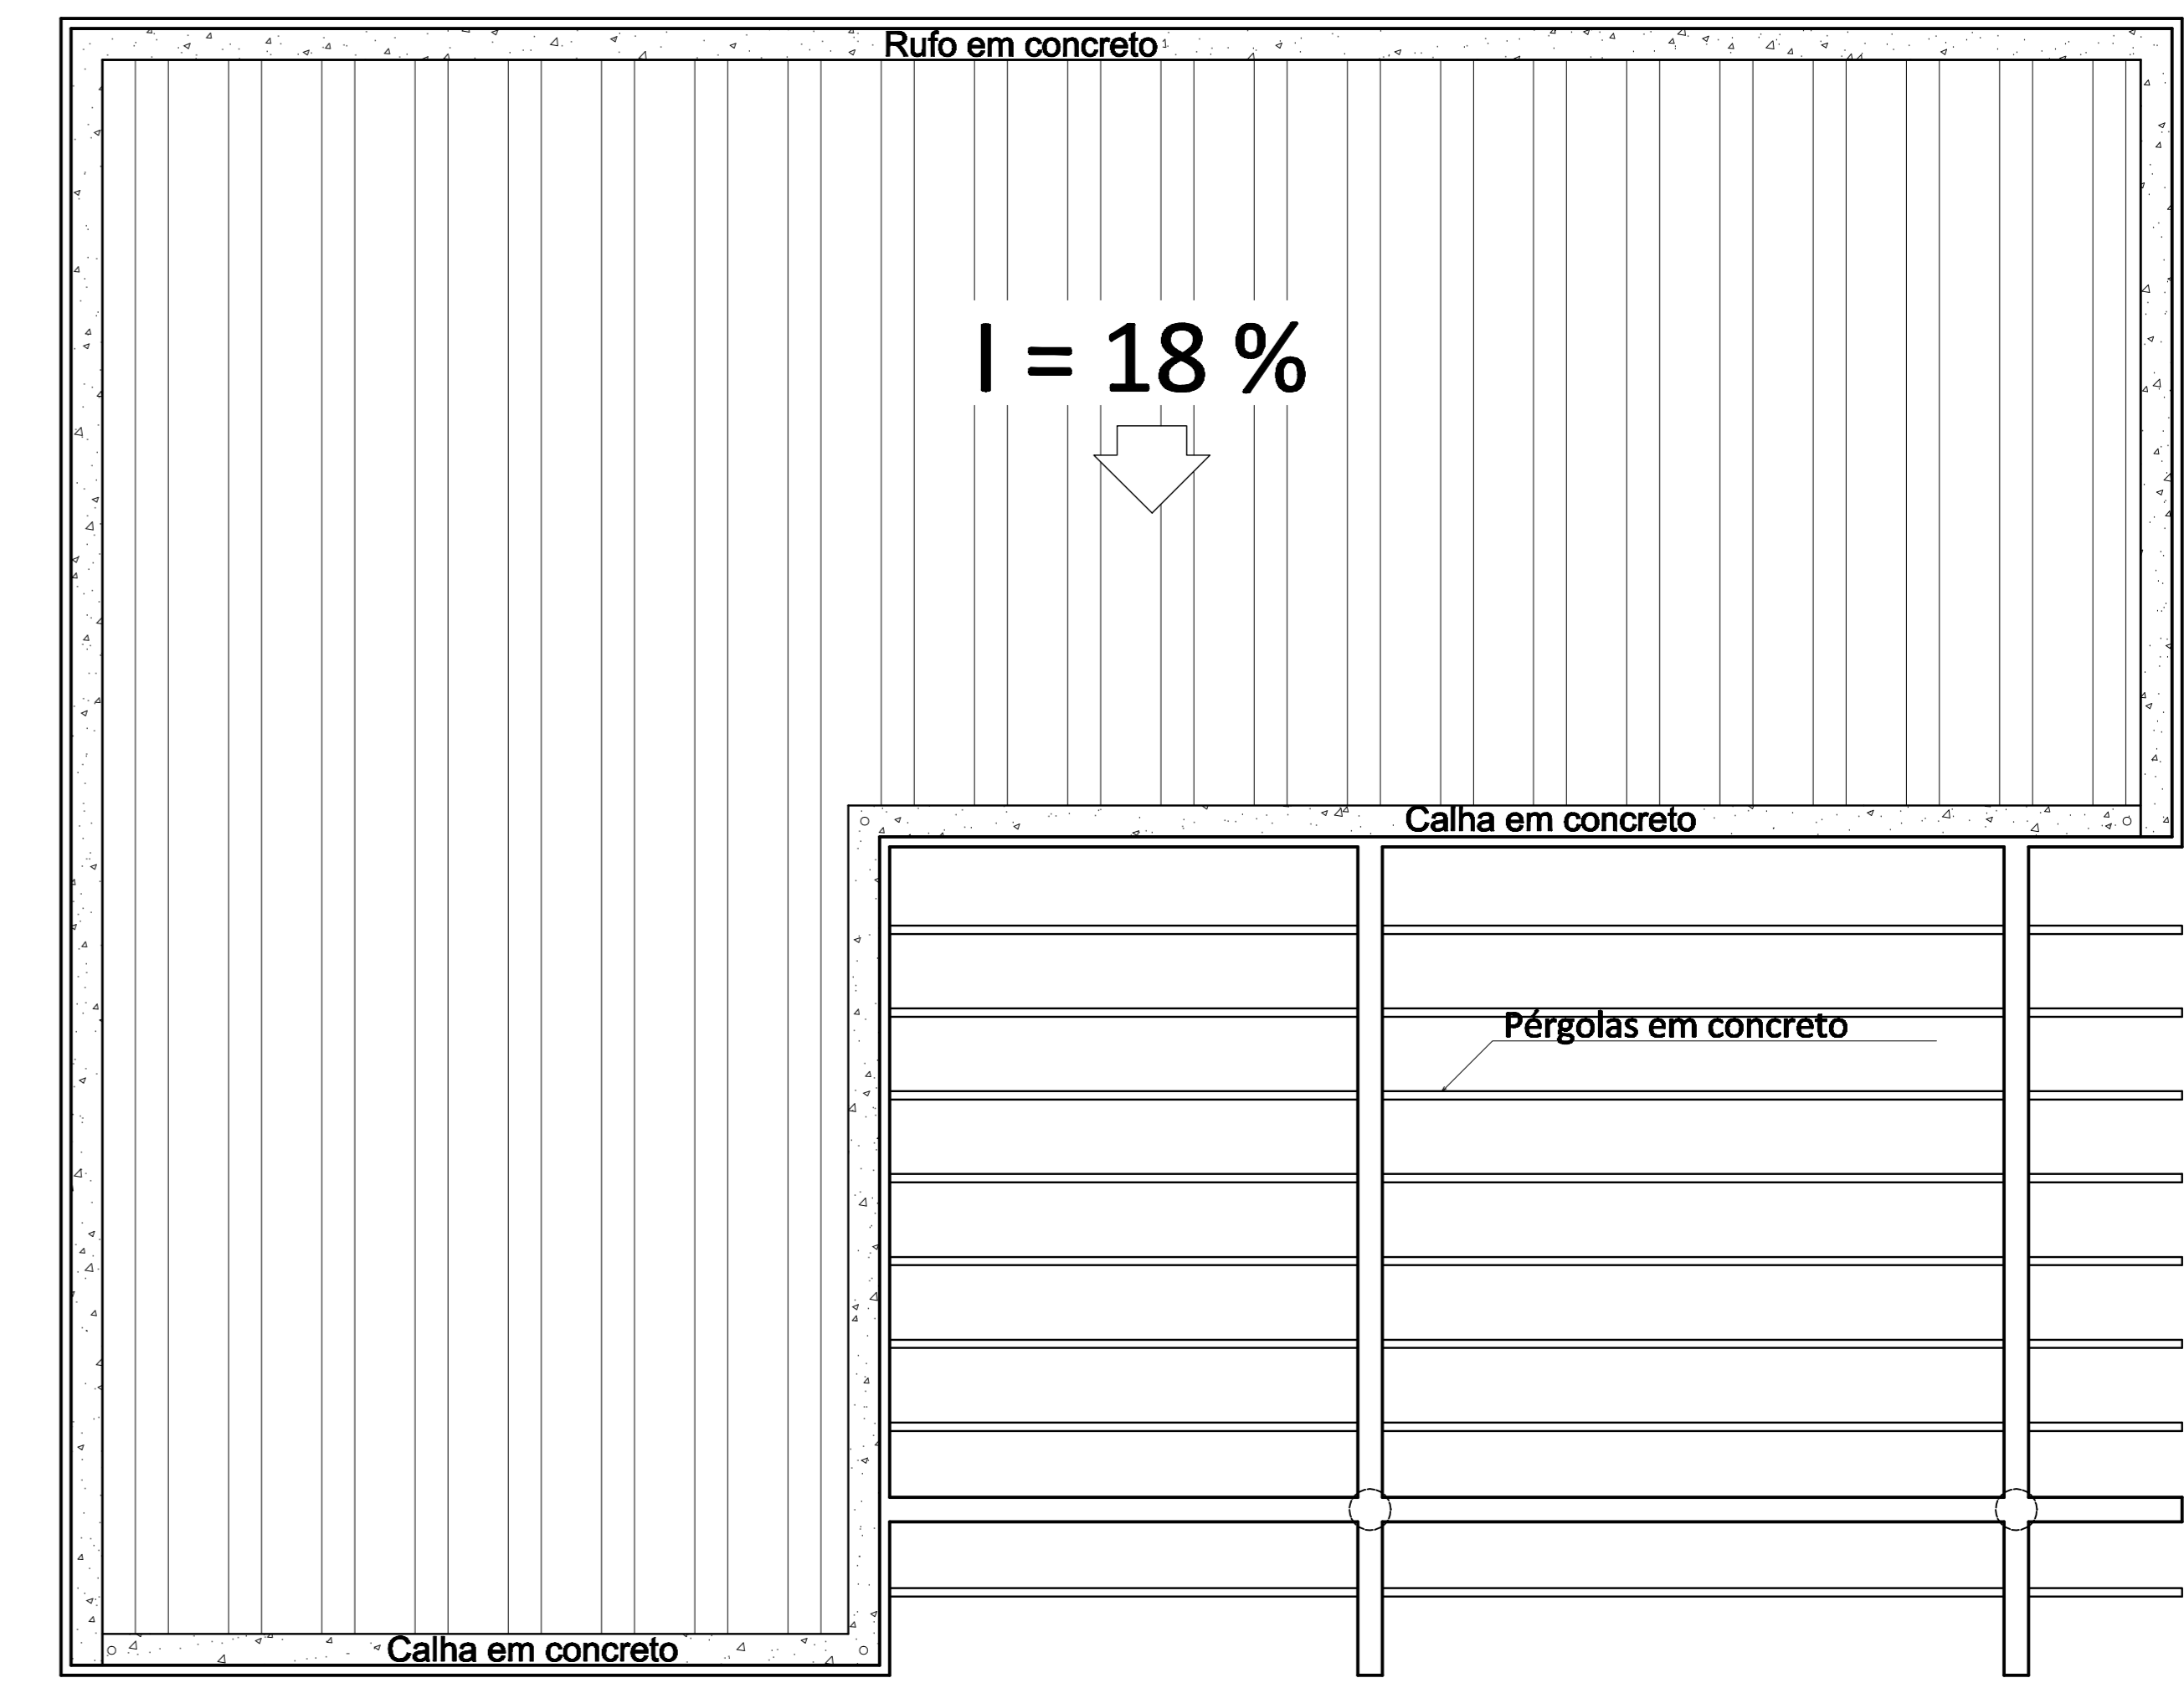 Rufo em concreto
I = 18 %
Calha em concreto
Pérgolas em concreto
Calha em concreto